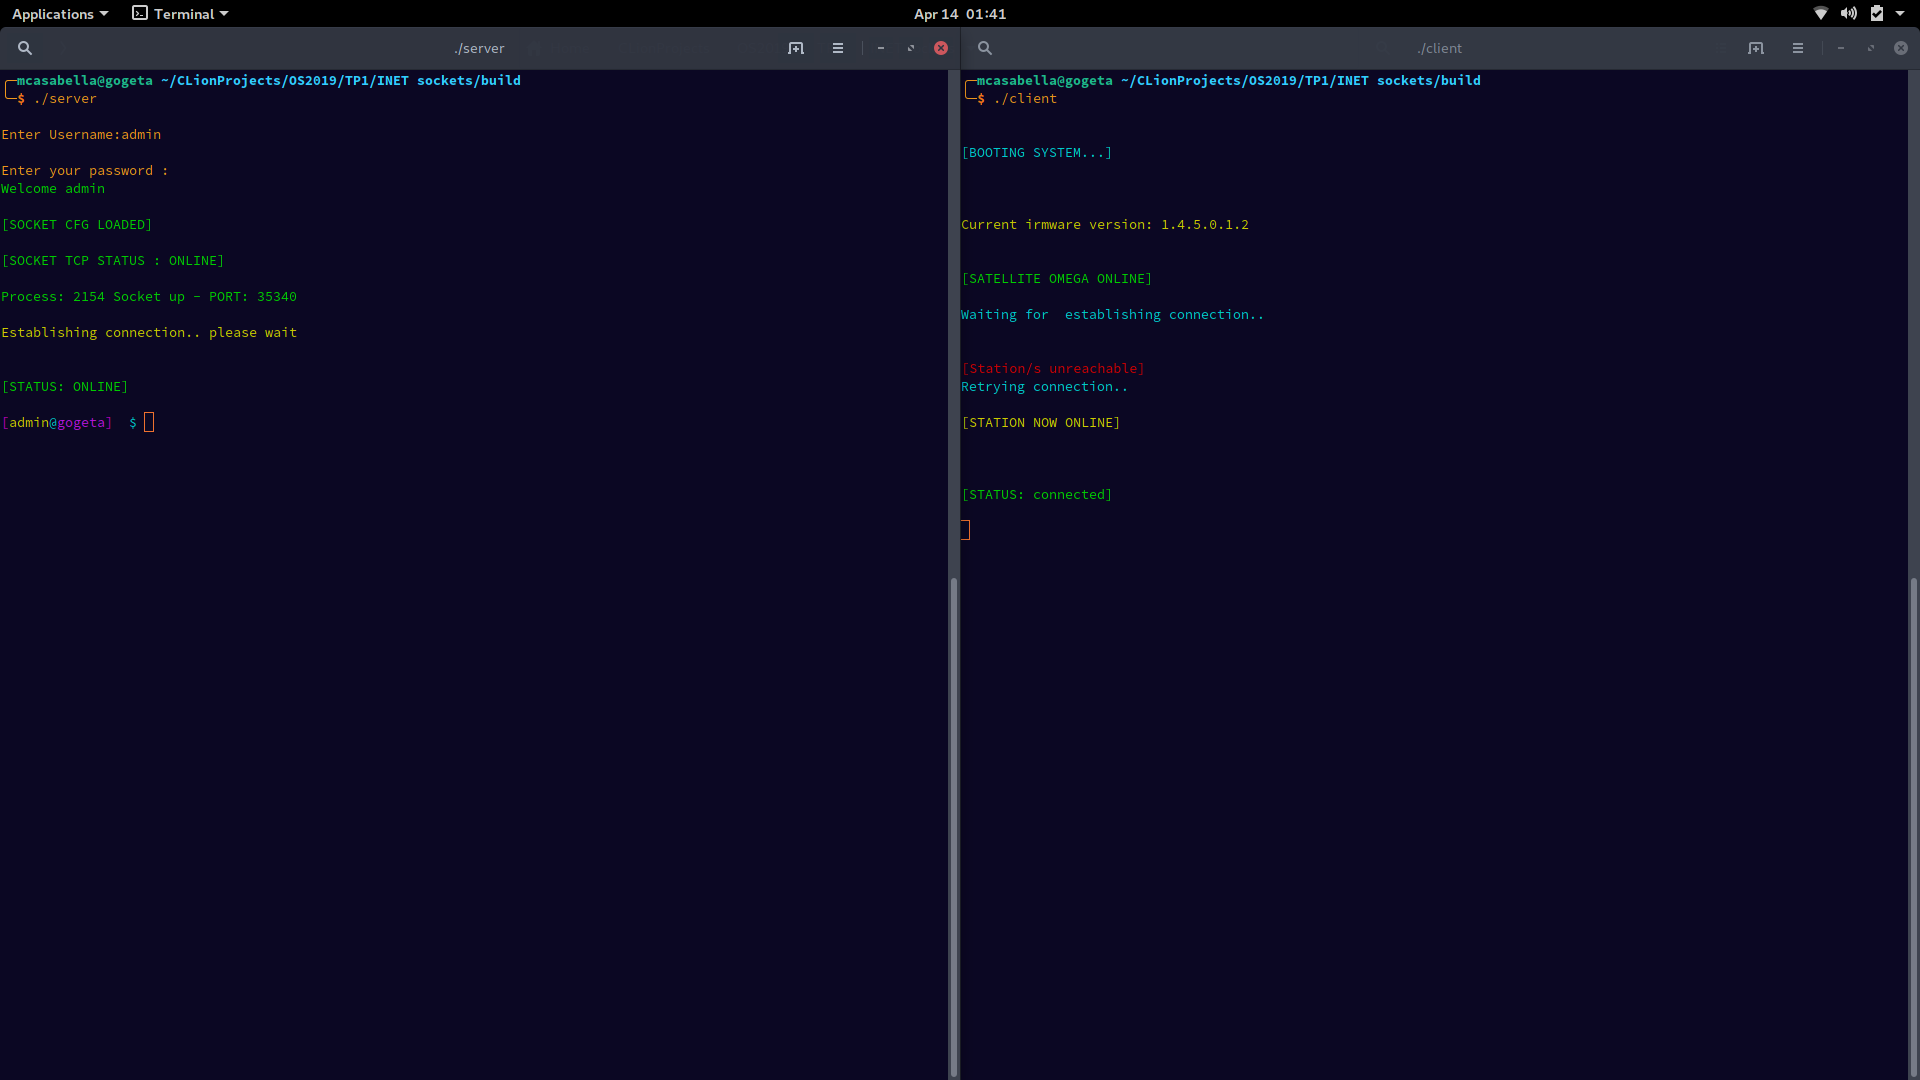 Applications Terminal Apr 14 01:41
./server
mcasabella@gogeta ~/CLionProjects/OS2019/TP1/INET sockets/build
$ ./server
Enter Username:admin
Enter your password :
Welcome admin
[SOCKET CFG LOADED]
[SOCKET TCP STATUS : ONLINE]
Process: 2154 Socket up - PORT: 35340
Establishing connection.. please wait
[STATUS: ONLINE]
[admin@gogeta] $
./client
mcasabella@gogeta ~/CLionProjects/OS2019/TP1/INET sockets/build
$ ./client
[BOOTING SYSTEM...]
Current irmware version: 1.4.5.0.1.2
[SATELLITE OMEGA ONLINE]
Waiting for  establishing connection..
[Station/s unreachable]
Retrying connection..
[STATION NOW ONLINE]
[STATUS: connected]